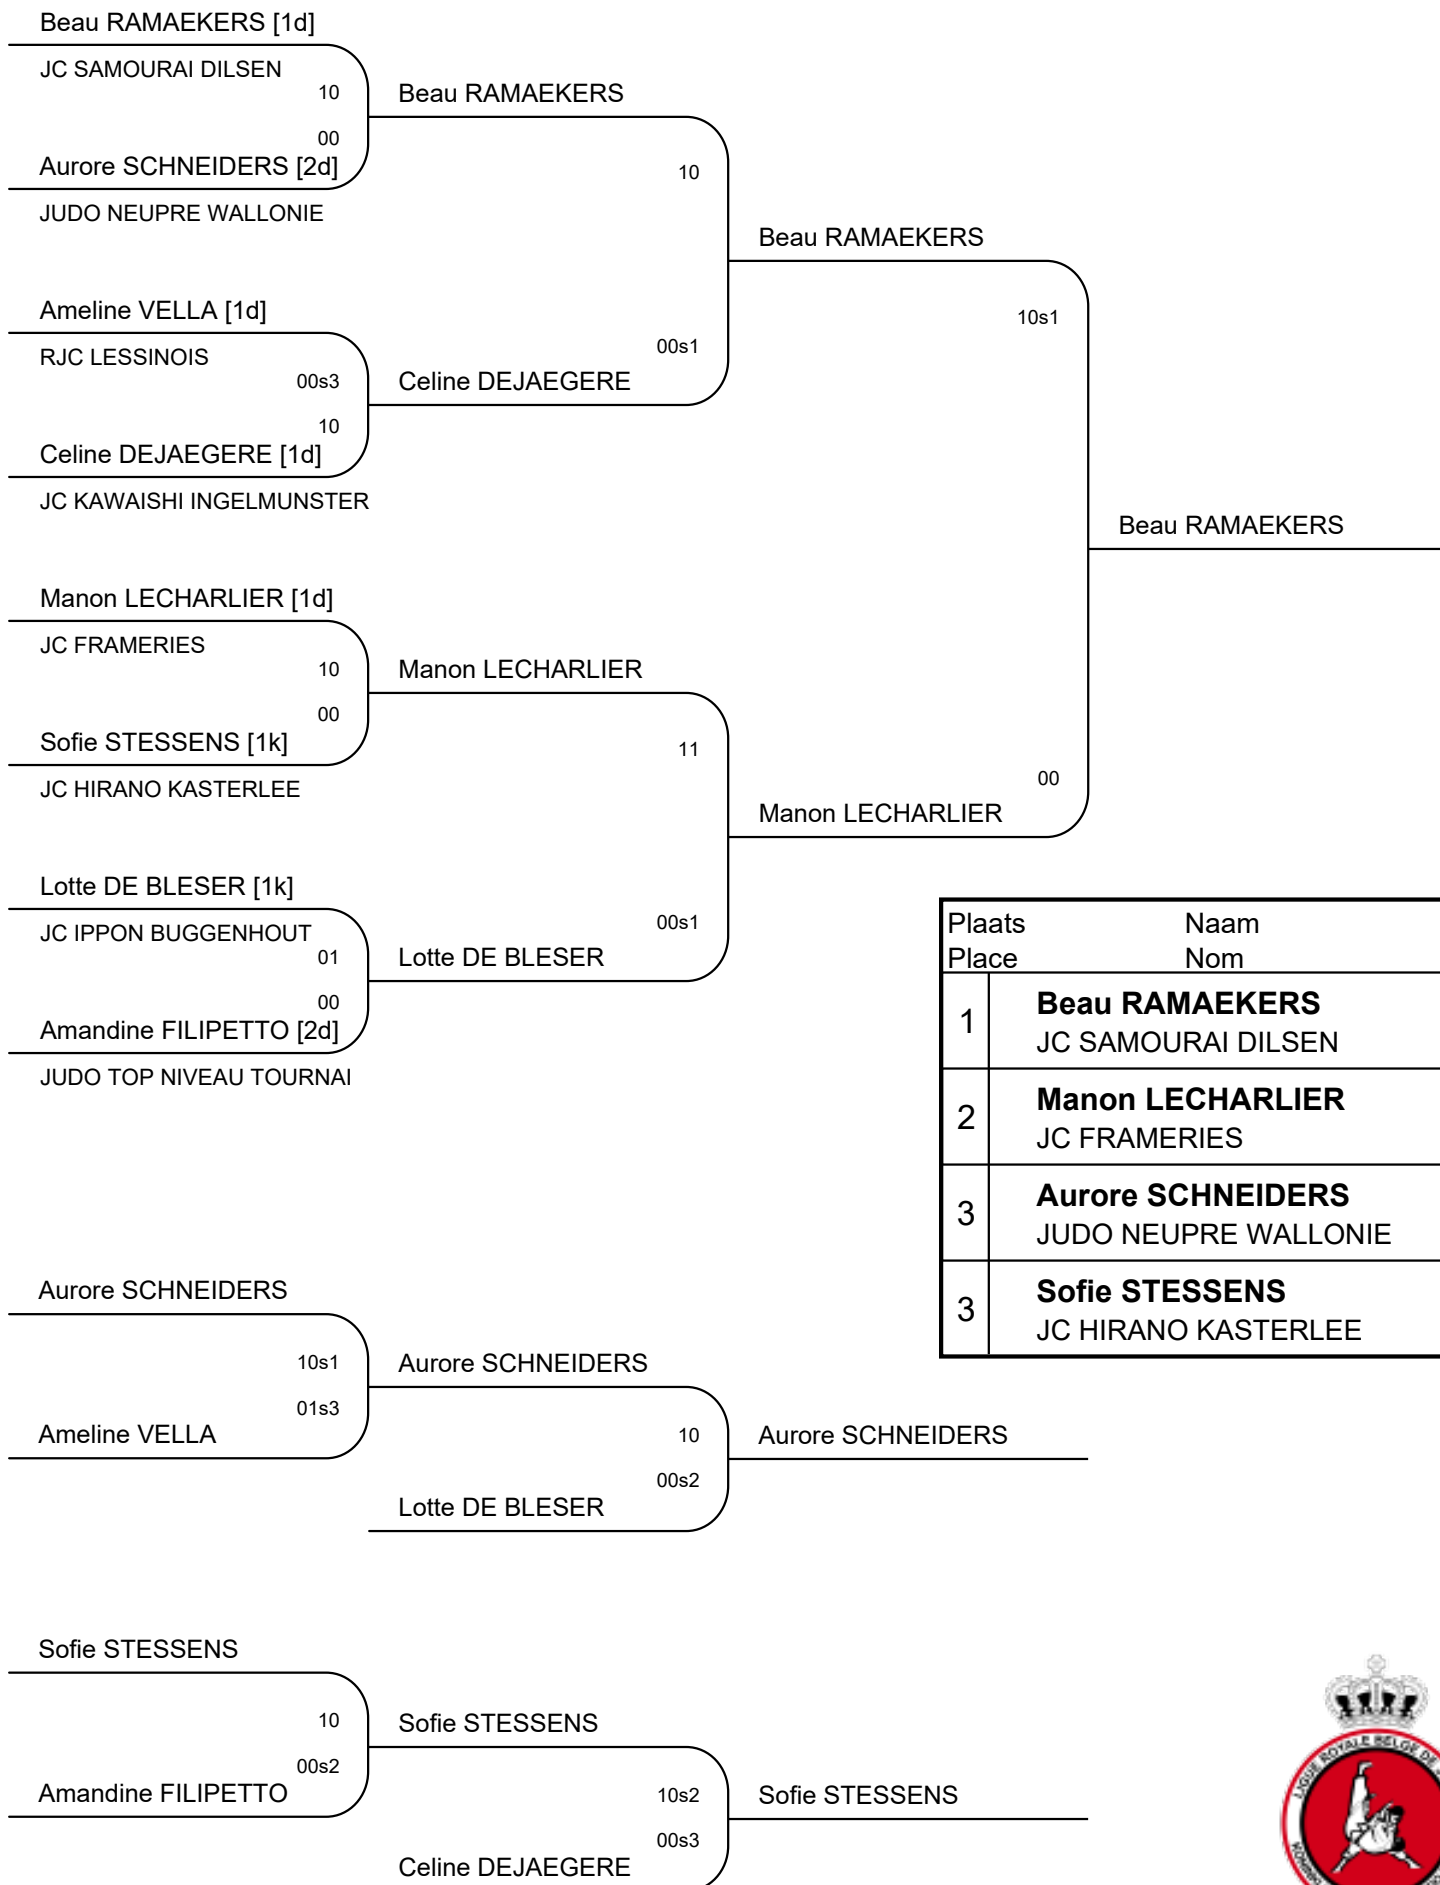 Beau RAMAEKERS [1d]
JC SAMOURAI DILSEN
10
00
Aurore SCHNEIDERS [2d]
JUDO NEUPRE WALLONIE
Ameline VELLA [1d]
RJC LESSINOIS
00s3
10
Celine DEJAEGERE [1d]
JC KAWAISHI INGELMUNSTER
Manon LECHARLIER [1d]
JC FRAMERIES
10
00
Sofie STESSENS [1k]
JC HIRANO KASTERLEE
Lotte DE BLESER [1k]
JC IPPON BUGGENHOUT
01
00
Amandine FILIPETTO [2d]
JUDO TOP NIVEAU TOURNAI
Beau RAMAEKERS
10
00s1
Celine DEJAEGERE
Manon LECHARLIER
11
00s1
Lotte DE BLESER
Beau RAMAEKERS
10s1
00
Manon LECHARLIER
Beau RAMAEKERS
Plaats Naam
Place Nom
1 Beau RAMAEKERS
JC SAMOURAI DILSEN
2 Manon LECHARLIER
JC FRAMERIES
3 Aurore SCHNEIDERS
JUDO NEUPRE WALLONIE
3 Sofie STESSENS
JC HIRANO KASTERLEE
Aurore SCHNEIDERS
10s1
01s3
Ameline VELLA
Aurore SCHNEIDERS
10
00s2
Lotte DE BLESER
Aurore SCHNEIDERS
Sofie STESSENS
10
00s2
Amandine FILIPETTO
Sofie STESSENS
10s2
00s3
Celine DEJAEGERE
Sofie STESSENS
LIGUE ROYALE BELGE DE